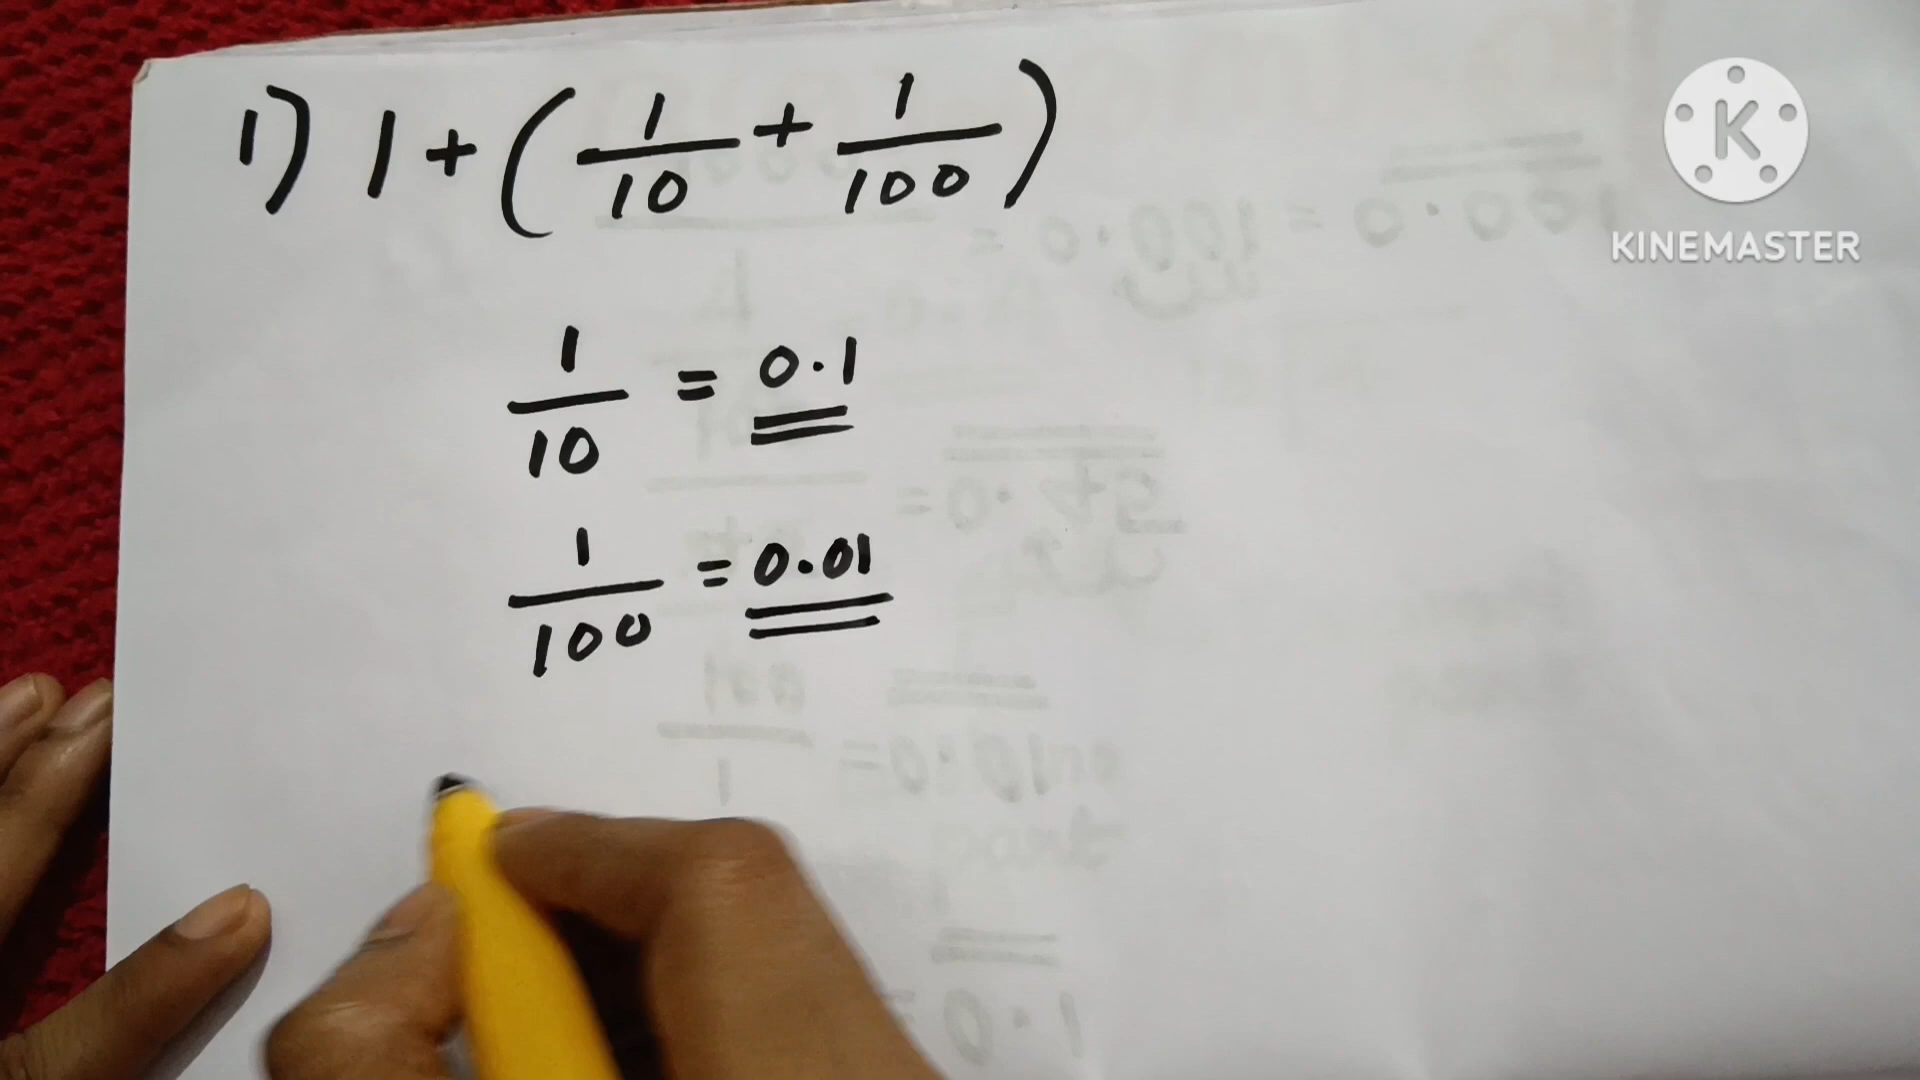 1) 1 + ( 1/10 + 1/100 )
1/10 = 0.1
1/100 = 0.01
KINEMASTER